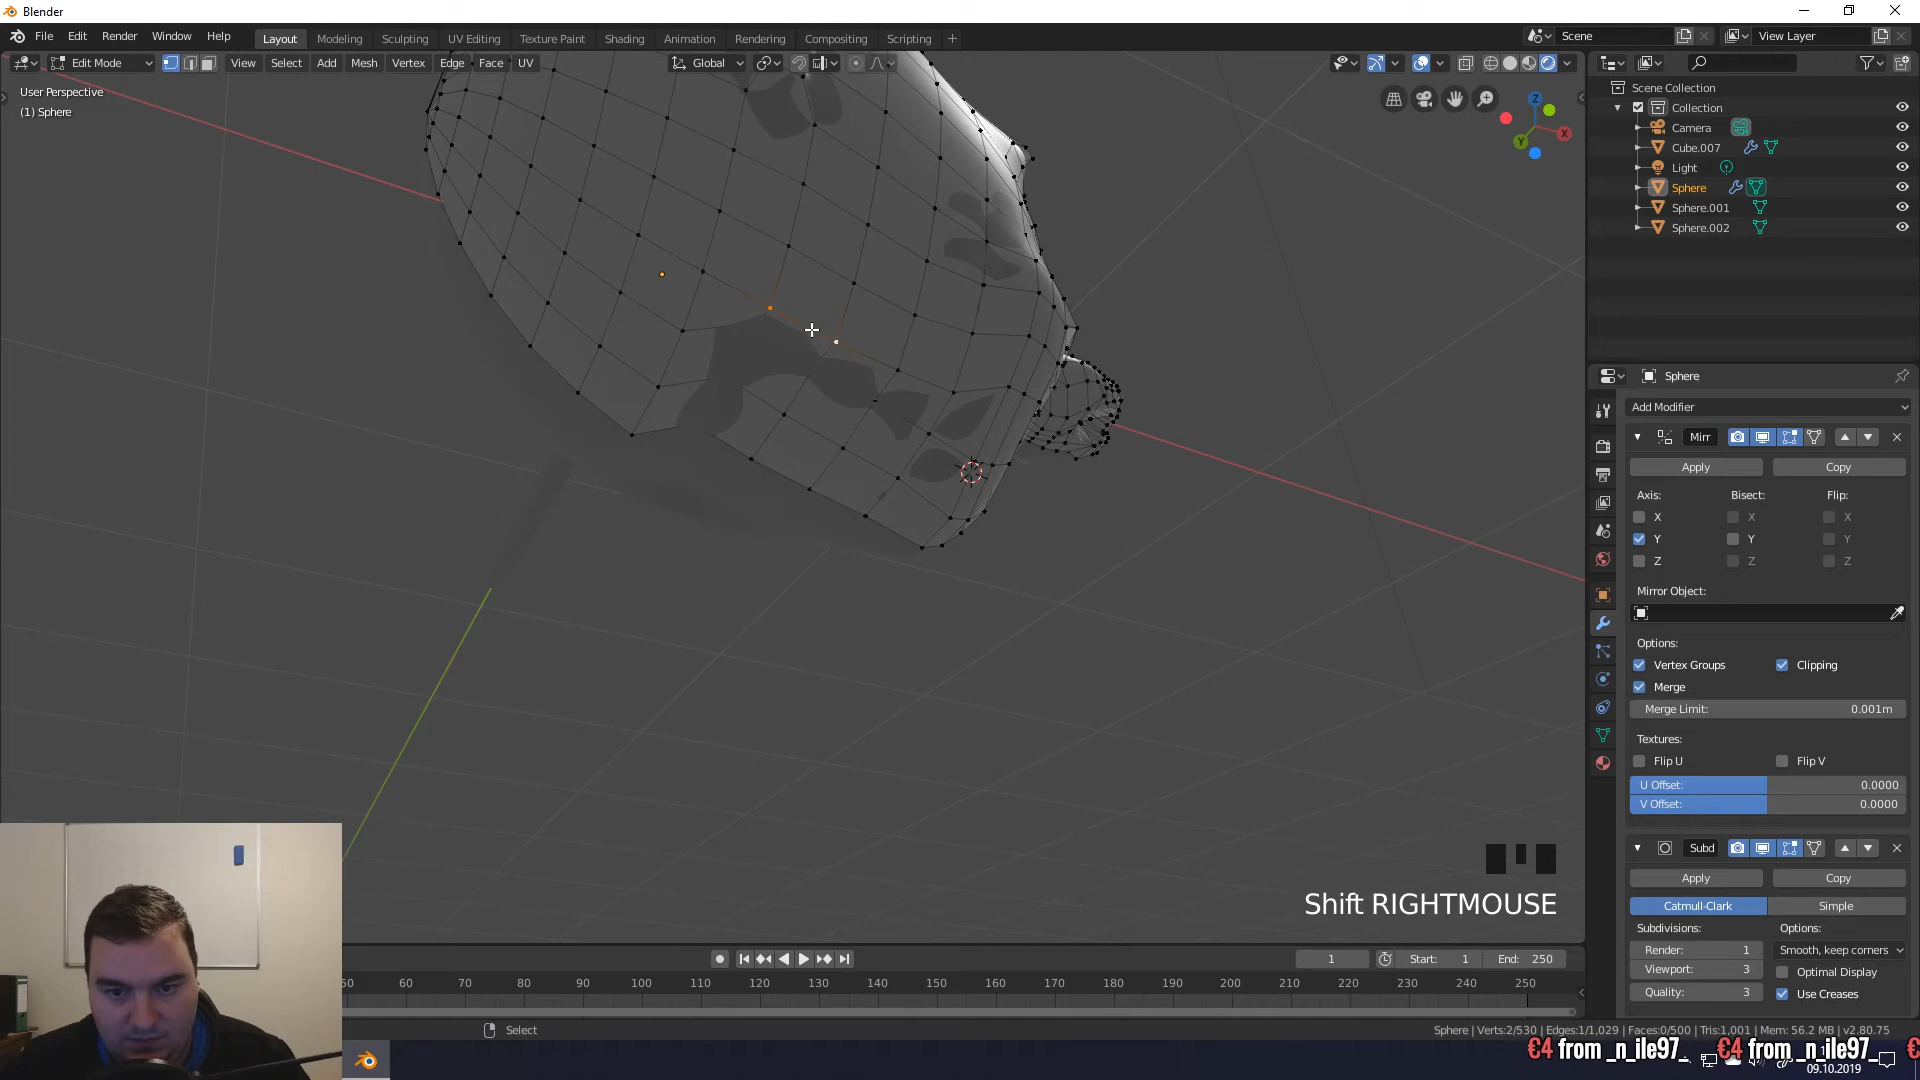 Blender
File Edit Render Window Help
Layout Modeling Sculpting UV Editing Texture Paint Shading Animation Rendering Compositing Scripting +
Scene
View Layer
Edit Mode
View Select Add Mesh Vertex Edge Face UV
Global
User Perspective
(1) Sphere
Z
Y
X
Scene Collection
Collection
Camera
Cube.007
Light
Sphere
Sphere.001
Sphere.002
Sphere
Add Modifier
Mirr
Apply Copy
Axis: Bisect: Flip:
X X X
Y Y Y
Z Z Z
Mirror Object:
Options:
Vertex Groups Clipping
Merge
Merge Limit: 0.001m
Textures:
Flip U Flip V
U Offset: 0.0000
V Offset: 0.0000
Subd
Apply Copy
Catmull-Clark Simple
Subdivisions: Options:
Render: 1 Smooth, keep corners
Viewport: 3 Optimal Display
Quality: 3 Use Creases
Shift RIGHTMOUSE
1 Start: 1 End: 250
50 60 70 80 90 100 110 120 130 140 150 160 170 180 190 200 210 220 230 240 250
Select
Sphere | Verts:2/530 | Edges:1/1,029 | Faces:0/500 | Tris:1,001 | Mem: 56.2 MB | v2.80.75
€4 from _n_ile97_ €4 from _n_ile97_
09.10.2019